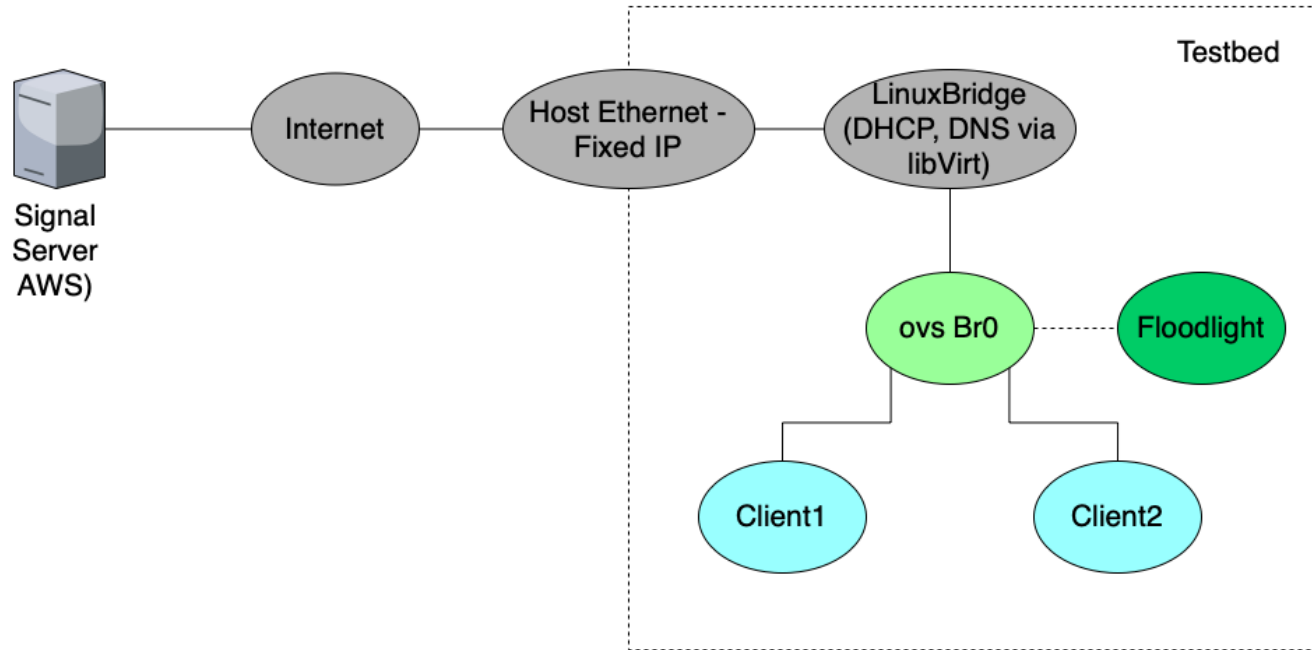 Testbed
Internet
Host Ethernet -
Fixed IP
LinuxBridge
(DHCP, DNS via
libVirt)
Signal
Server
AWS)
ovs Br0
Floodlight
Client1
Client2